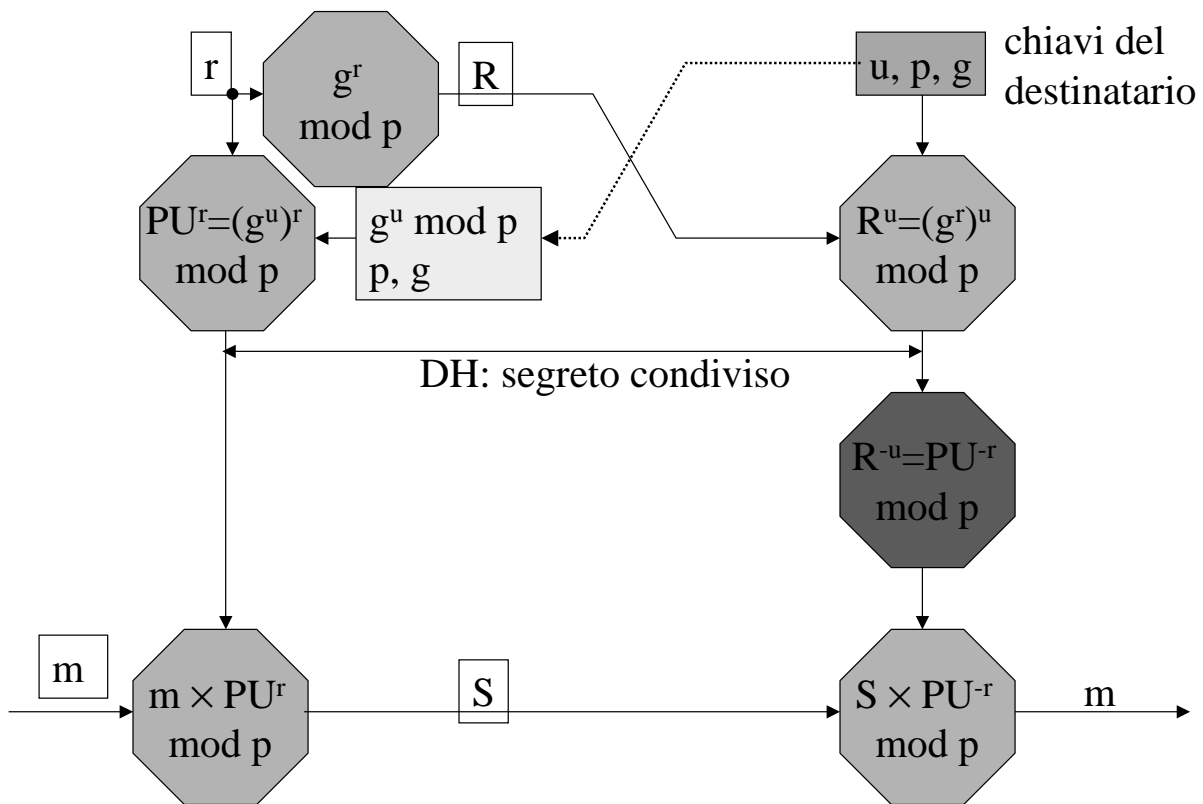 r
g^r
mod p
R
u, p, g
chiavi del
destinatario
PU^r=(g^u)^r
mod p
g^u mod p
p, g
R^u=(g^r)^u
mod p
DH: segreto condiviso
R^-u=PU^-r
mod p
m
m × PU^r
mod p
S
S × PU^-r
mod p
m